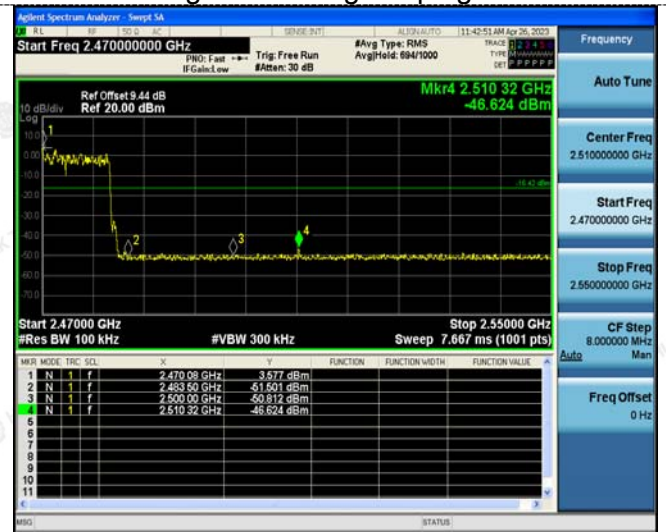 Agilent Spectrum Analyzer - Swept SA
RL RF 50 Ω AC SENSE:INT ALIGN AUTO 11:42:51 AM Apr 26, 2023
Start Freq 2.470000000 GHz
PNO: Fast
IFGain:Low
Trig: Free Run
#Atten: 30 dB
#Avg Type: RMS
Avg|Hold: 694/1000
TRACE 1 2 3 4 5 6
TYPE
DET P P P P P P
Frequency
Ref Offset 9.44 dB
Ref 20.00 dBm
10 dB/div
Log
Mkr4 2.510 32 GHz
-46.624 dBm
10.0
0.00
-10.0
-20.0
-30.0
-40.0
-50.0
-60.0
-70.0
1
2
3
4
Start 2.47000 GHz
#Res BW 100 kHz
#VBW 300 kHz
Stop 2.55000 GHz
Sweep 7.667 ms (1001 pts)
MKR MODE TRC SCL X Y FUNCTION FUNCTION WIDTH FUNCTION VALUE
1 N 1 f 2.470 08 GHz 3.577 dBm
2 N 1 f 2.483 50 GHz -51.501 dBm
3 N 1 f 2.500 00 GHz -50.812 dBm
4 N 1 f 2.510 32 GHz -46.624 dBm
5
6
7
8
9
10
11
MSG
STATUS
Auto Tune
Center Freq
2.510000000 GHz
Start Freq
2.470000000 GHz
Stop Freq
2.550000000 GHz
CF Step
8.000000 MHz
Auto Man
Freq Offset
0 Hz